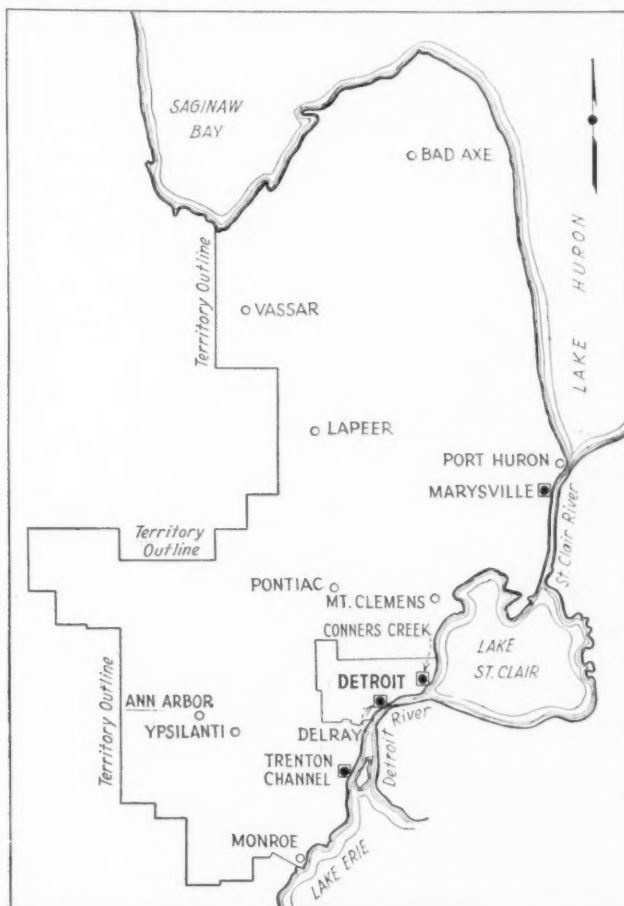 SAGINAW
BAY
BAD AXE
LAKE HURON
Territory Outline
VASSAR
LAPEER
PORT HURON
MARYSVILLE
St. Clair River
Territory
Outline
PONTIAC
MT. CLEMENS
CONNERS CREEK
LAKE
ST. CLAIR
DETROIT
ANN ARBOR
YPSILANTI
DELRAY
Detroit River
Territory Outline
TRENTON
CHANNEL
MONROE
LAKE ERIE